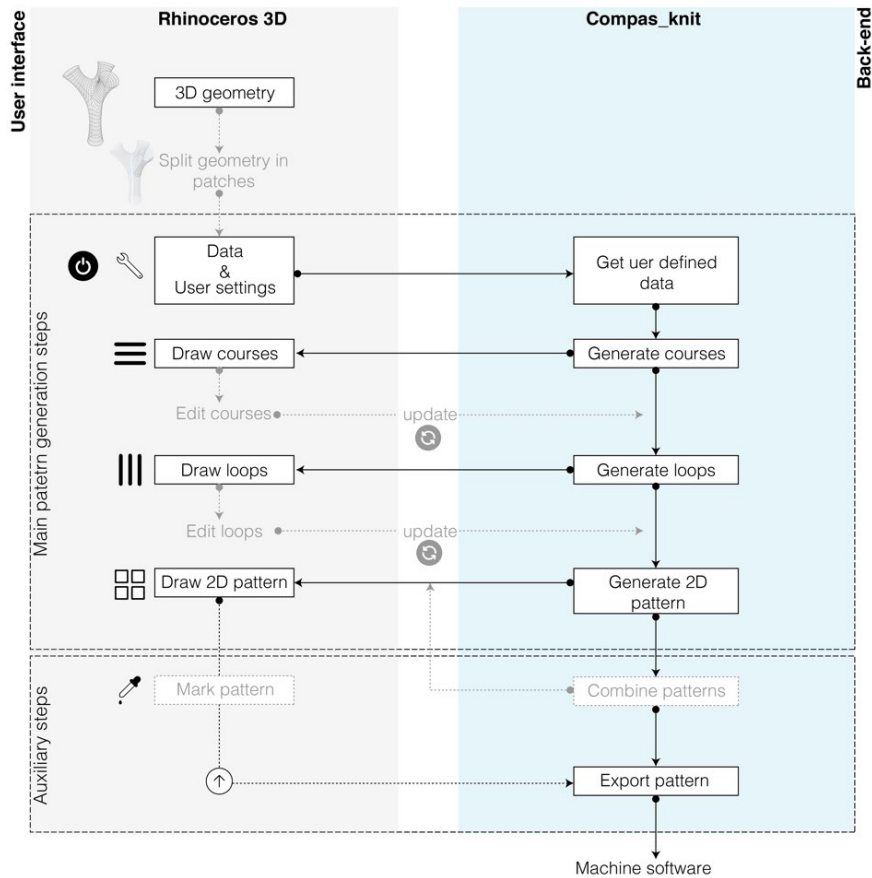 Rhinoceros 3D
Compas_knit
User interface
Back-end
3D geometry
Split geometry in
patches
Main patetrn generation steps
Data
&
User settings
Get uer defined
data
Draw courses
Generate courses
Edit courses
update
Draw loops
Generate loops
Edit loops
update
Draw 2D pattern
Generate 2D
pattern
Auxiliary steps
Mark pattern
Combine patterns
Export pattern
Machine software